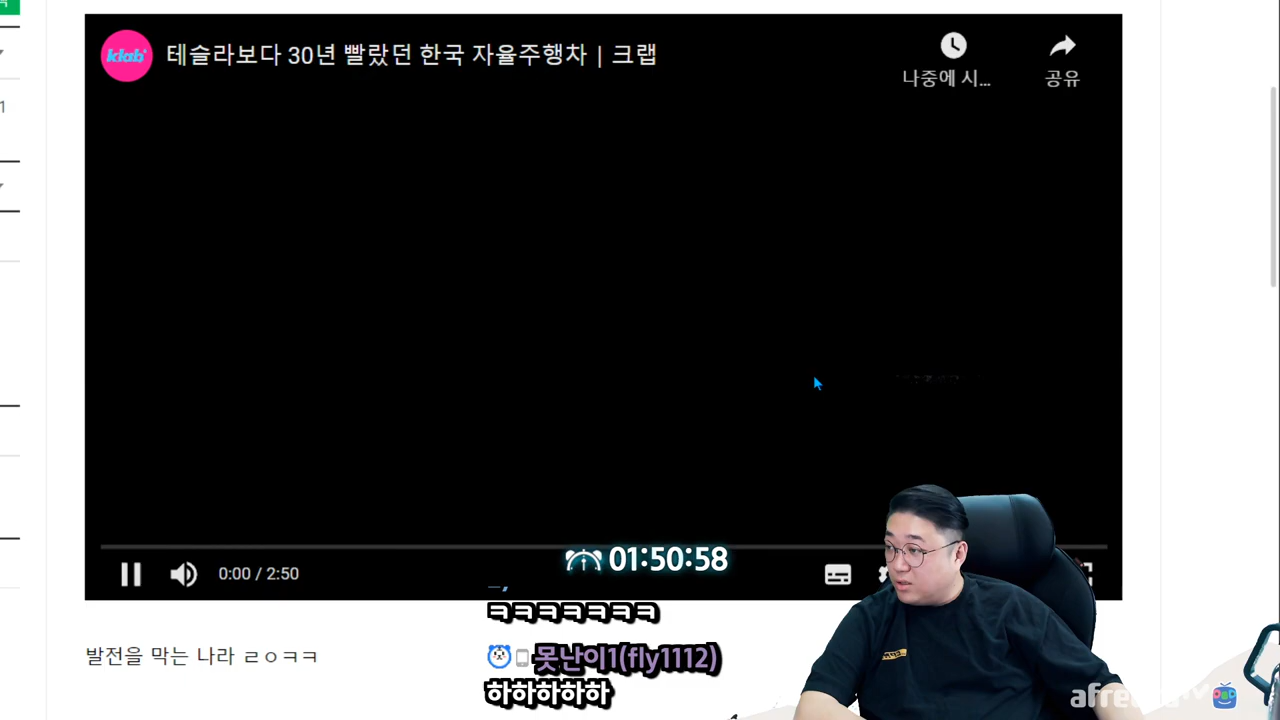 klab
테슬라보다 30년 빨랐던 한국 자율주행차 | 크랩
나중에 시...
공유
1
01:50:58
0:00 / 2:50
ㅋㅋㅋㅋㅋㅋㅋ
발전을 막는 나라 ㄹㅇㅋㅋ
못난이1(fly1112)
하하하하하